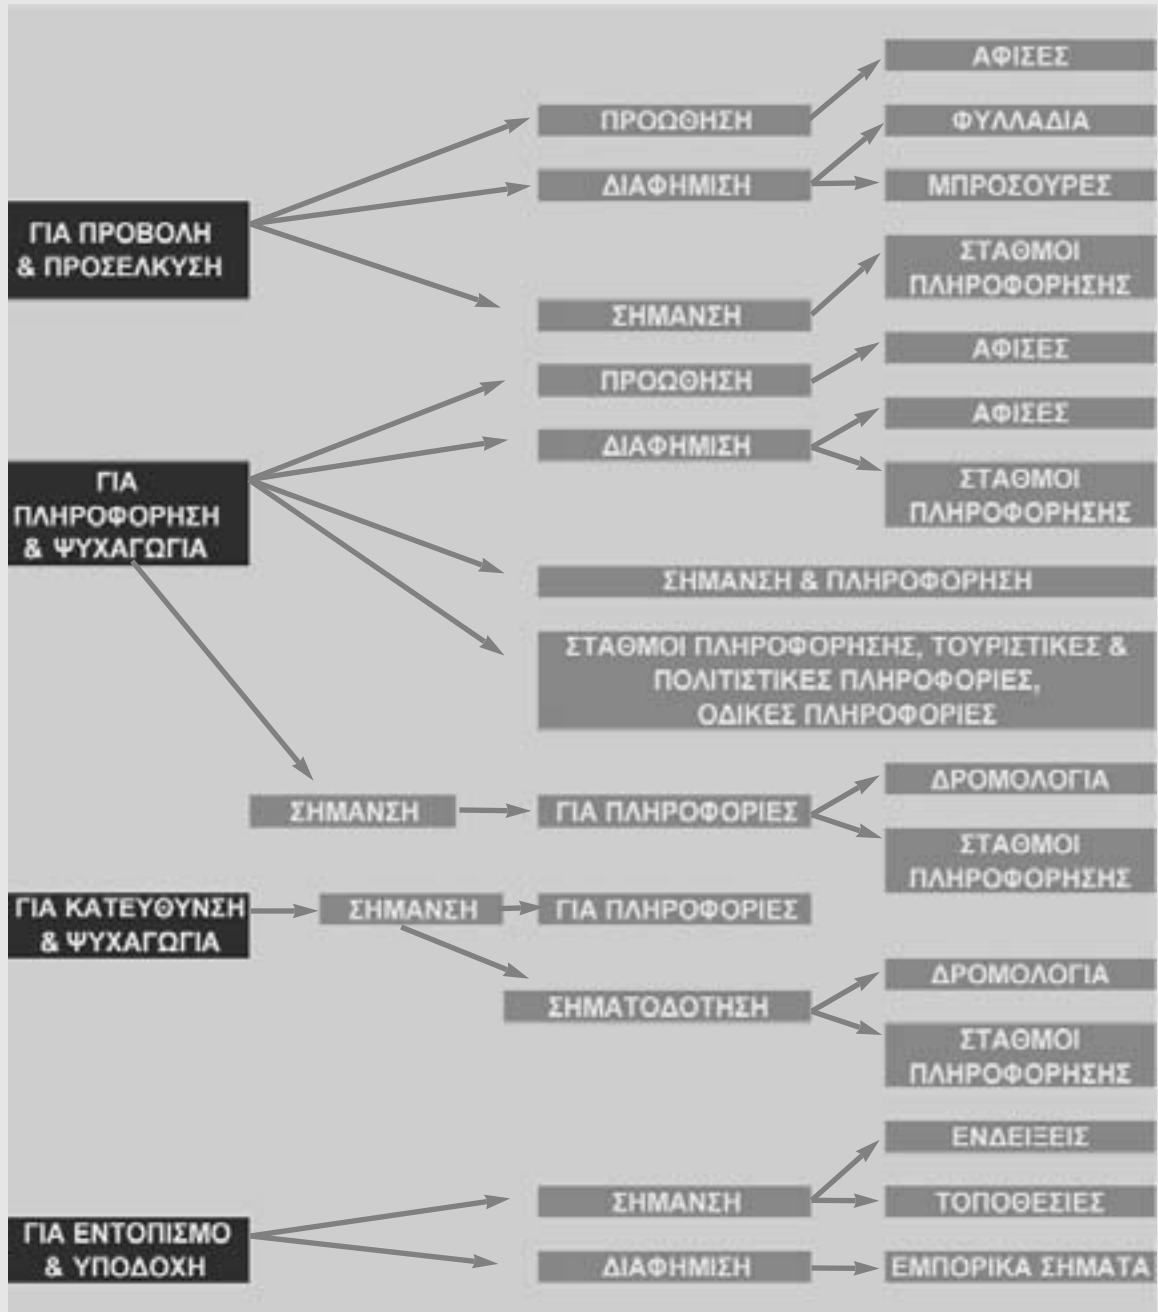 ΑΦΙΣΕΣ
ΠΡΟΩΘΗΣΗ
ΦΥΛΛΑΔΙΑ
ΔΙΑΦΗΜΙΣΗ
ΜΠΡΟΣΟΥΡΕΣ
ΓΙΑ ΠΡΟΒΟΛΗ
& ΠΡΟΣΕΛΚΥΣΗ
ΣΤΑΘΜΟΙ
ΠΛΗΡΟΦΟΡΗΣΗΣ
ΣΗΜΑΝΣΗ
ΑΦΙΣΕΣ
ΠΡΟΩΘΗΣΗ
ΑΦΙΣΕΣ
ΔΙΑΦΗΜΙΣΗ
ΣΤΑΘΜΟΙ
ΠΛΗΡΟΦΟΡΗΣΗΣ
ΓΙΑ
ΠΛΗΡΟΦΟΡΗΣΗ
& ΨΥΧΑΓΩΓΙΑ
ΣΗΜΑΝΣΗ & ΠΛΗΡΟΦΟΡΗΣΗ
ΣΤΑΘΜΟΙ ΠΛΗΡΟΦΟΡΗΣΗΣ, ΤΟΥΡΙΣΤΙΚΕΣ &
ΠΟΛΙΤΙΣΤΙΚΕΣ ΠΛΗΡΟΦΟΡΙΕΣ,
ΟΔΙΚΕΣ ΠΛΗΡΟΦΟΡΙΕΣ
ΔΡΟΜΟΛΟΓΙΑ
ΣΗΜΑΝΣΗ
ΓΙΑ ΠΛΗΡΟΦΟΡΙΕΣ
ΣΤΑΘΜΟΙ
ΠΛΗΡΟΦΟΡΗΣΗΣ
ΓΙΑ ΚΑΤΕΥΘΥΝΣΗ
& ΨΥΧΑΓΩΓΙΑ
ΣΗΜΑΝΣΗ
ΓΙΑ ΠΛΗΡΟΦΟΡΙΕΣ
ΔΡΟΜΟΛΟΓΙΑ
ΣΗΜΑΤΟΔΟΤΗΣΗ
ΣΤΑΘΜΟΙ
ΠΛΗΡΟΦΟΡΗΣΗΣ
ΕΝΔΕΙΞΕΙΣ
ΣΗΜΑΝΣΗ
ΤΟΠΟΘΕΣΙΕΣ
ΓΙΑ ΕΝΤΟΠΙΣΜΟ
& ΥΠΟΔΟΧΗ
ΔΙΑΦΗΜΙΣΗ
ΕΜΠΟΡΙΚΑ ΣΗΜΑΤΑ